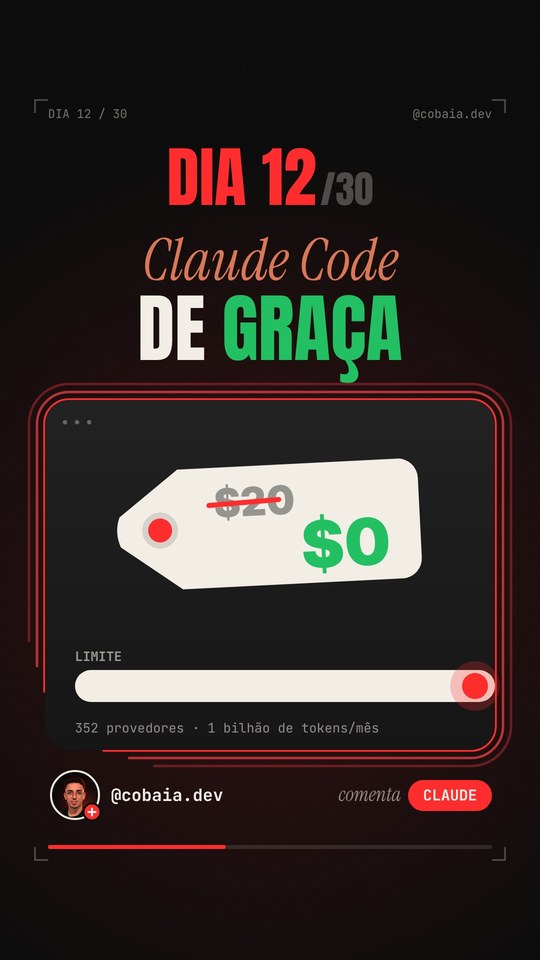 DIA 12 / 30
@cobaia.dev
DIA 12/30
Claude Code
DE GRAÇA
$20
$0
LIMITE
352 provedores · 1 bilhão de tokens/mês
@cobaia.dev
comenta CLAUDE